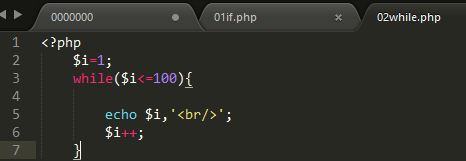 0000000 01if.php 02while.php
1 <?php
2 $i=1;
3 while($i<=100){
4
5 echo $i,'<br/>';
6 $i++;
7 }